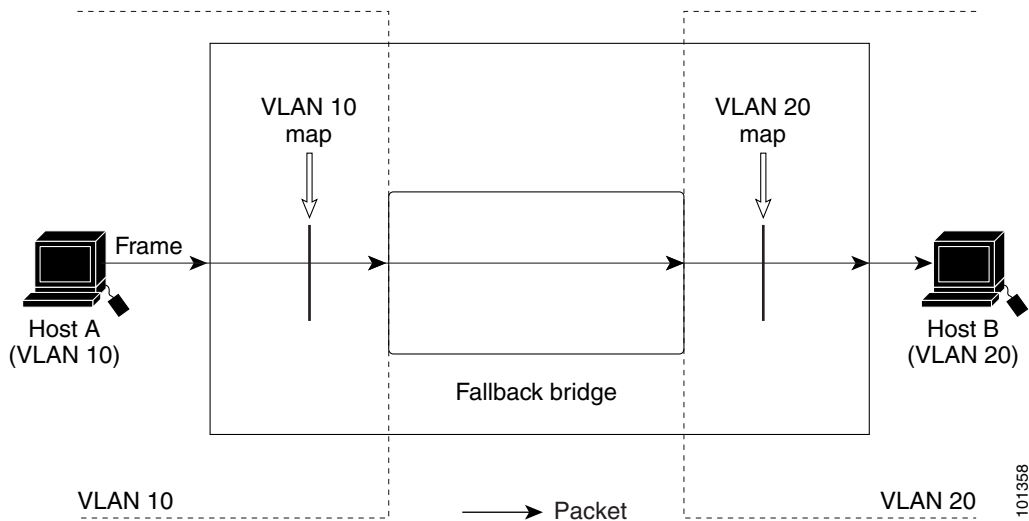 VLAN 10
map
VLAN 20
map
Frame
Host A
(VLAN 10)
Host B
(VLAN 20)
Fallback bridge
VLAN 10
Packet
VLAN 20
101358